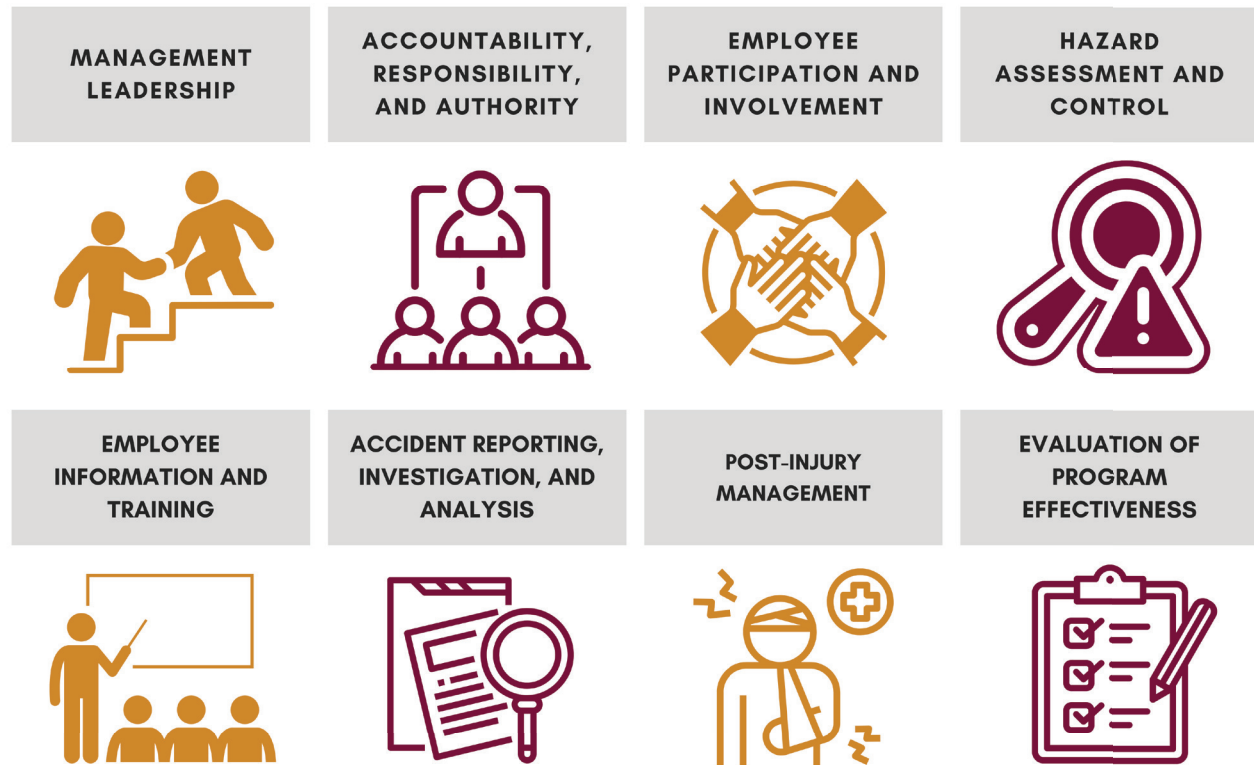 MANAGEMENT
LEADERSHIP
ACCOUNTABILITY,
RESPONSIBILITY,
AND AUTHORITY
EMPLOYEE
PARTICIPATION AND
INVOLVEMENT
HAZARD
ASSESSMENT AND
CONTROL
EMPLOYEE
INFORMATION AND
TRAINING
ACCIDENT REPORTING,
INVESTIGATION, AND
ANALYSIS
POST-INJURY
MANAGEMENT
EVALUATION OF
PROGRAM
EFFECTIVENESS